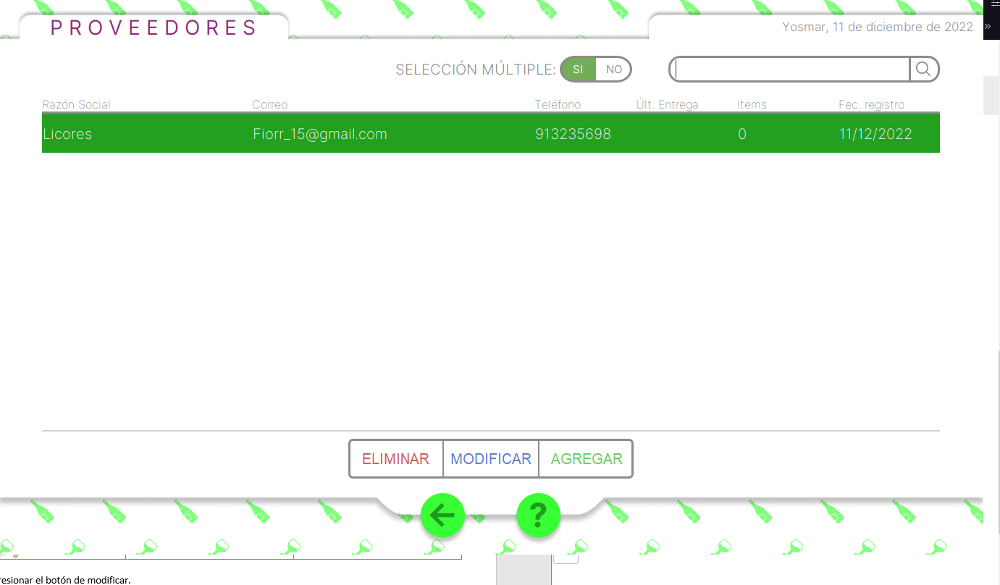 PROVEEDORES
Yosmar, 11 de diciembre de 2022
»
SELECCIÓN MÚLTIPLE: SI NO
Razón Social Correo Teléfono Últ. Entrega Items Fec. registro
Licores Fiorr_15@gmail.com 913235698 0 11/12/2022
ELIMINAR MODIFICAR AGREGAR
?
resionar el botón de modificar.